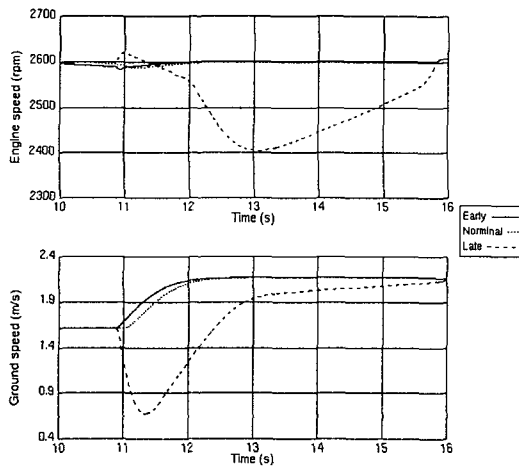 2700
2600
2500
2400
2300
Engine speed (rpm)
10 11 12 13 14 15 16
Time (s)
Early
Norminal
Late
2.4
1.9
1.4
0.9
0.4
Ground speed (m/s)
10 11 12 13 14 15 16
Time (s)